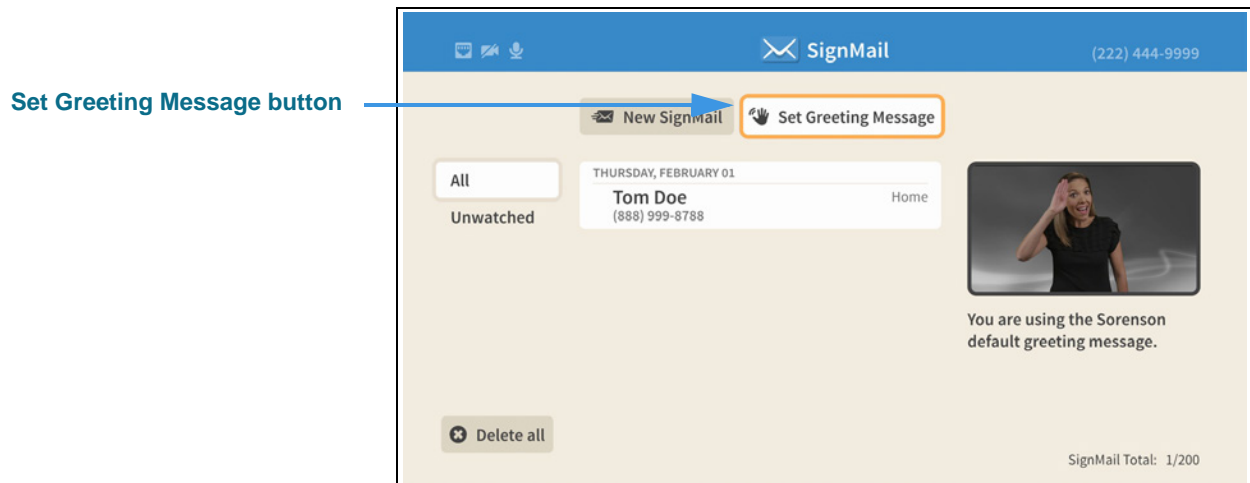 SignMail
(222) 444-9999
Set Greeting Message button
New SignMail
Set Greeting Message
All
Unwatched
THURSDAY, FEBRUARY 01
Tom Doe
Home
(888) 999-8788
You are using the Sorenson
default greeting message.
Delete all
SignMail Total: 1/200